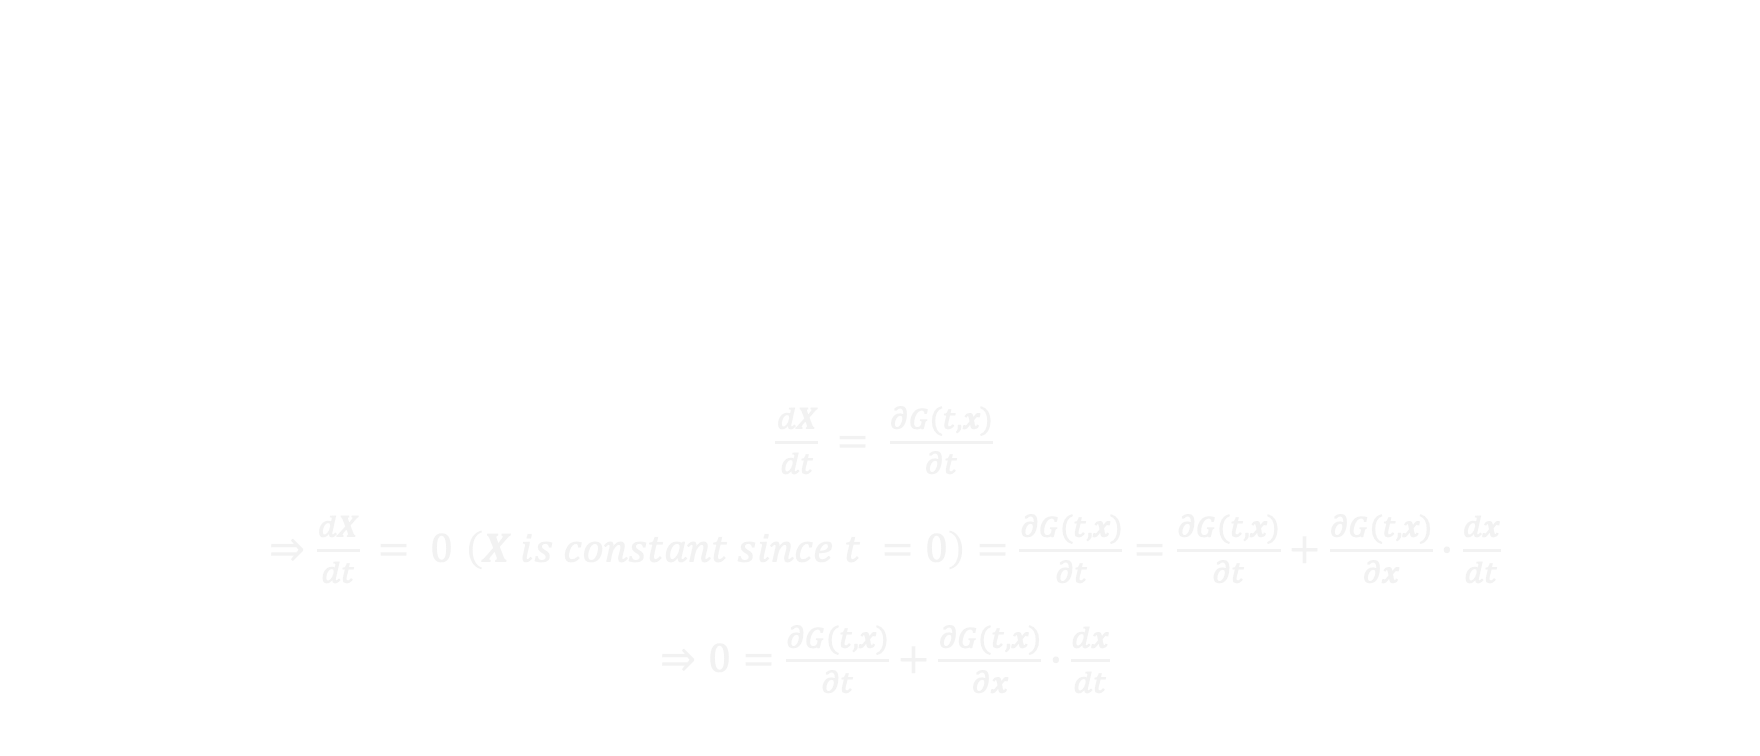 d𝑿/dt = ∂G(t,𝒙)/∂t
⇒ d𝑿/dt = 0 (𝑿 is constant since t = 0) = ∂G(t,𝒙)/∂t = ∂G(t,𝒙)/∂t + ∂G(t,𝒙)/∂𝒙 · d𝒙/dt
⇒ 0 = ∂G(t,𝒙)/∂t + ∂G(t,𝒙)/∂𝒙 · d𝒙/dt